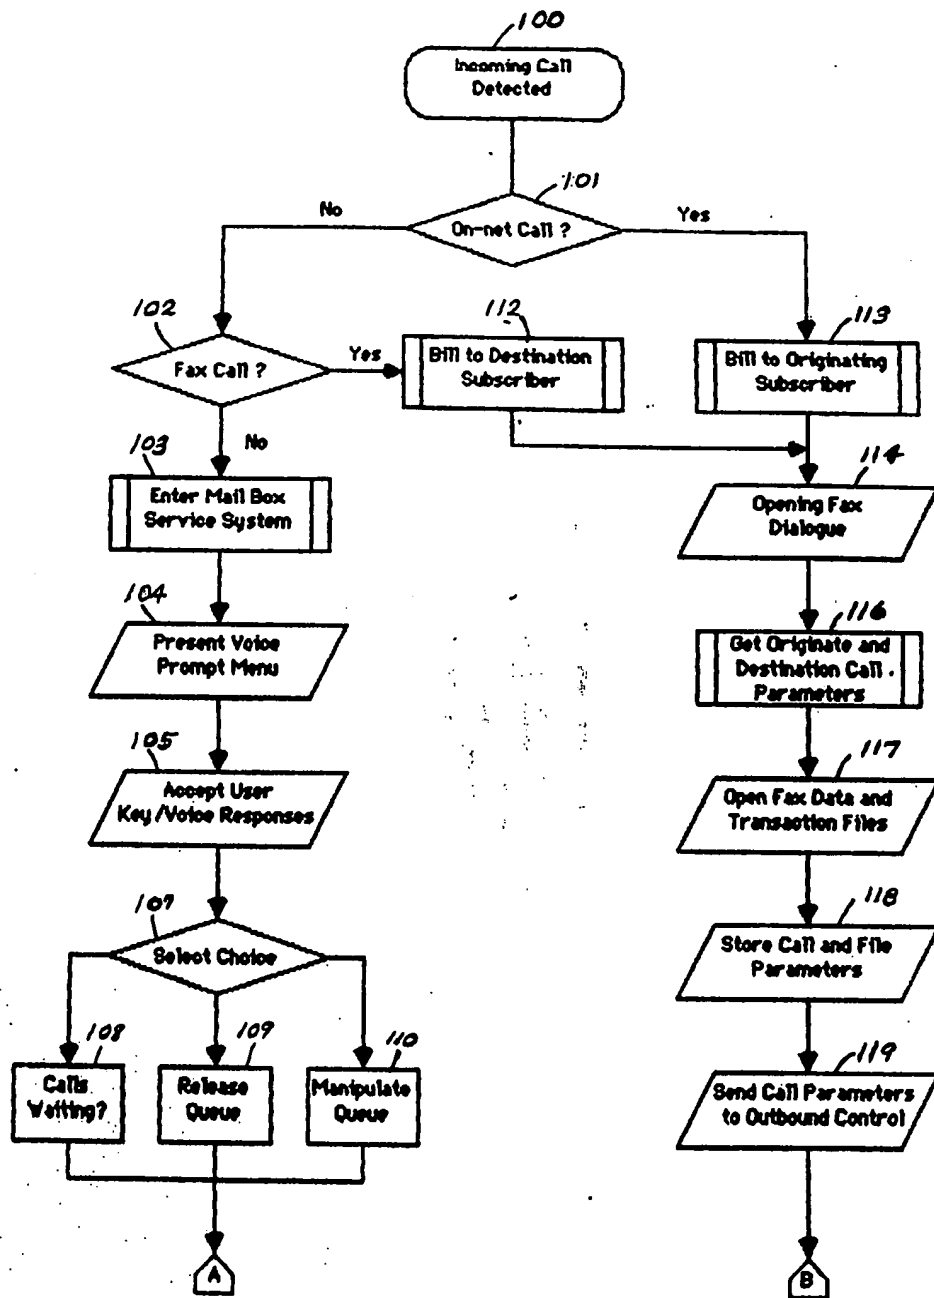 100
Incoming Call
Detected
101
No
On-net Call ?
Yes
102
Fax Call ?
Yes
112
Bill to Destination
Subscriber
113
Bill to Originating
Subscriber
No
103
Enter Mail Box
Service System
114
Opening Fax
Dialogue
104
Present Voice
Prompt Menu
116
Get Originate and
Destination Call
Parameters
105
Accept User
Key/Voice Responses
117
Open Fax Data and
Transaction Files
107
Select Choice
118
Store Call and File
Parameters
108
Calls
Waiting?
109
Release
Queue
110
Manipulate
Queue
119
Send Call Parameters
to Outbound Control
A
B